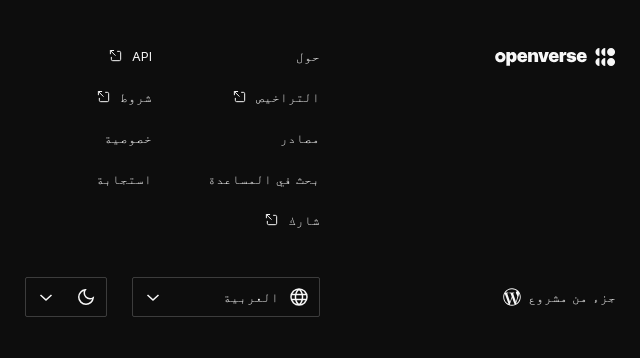 openverse
حول
التراخيص
مصادر
بحث في المساعدة
شارك
API
شروط
خصوصية
استجابة
جزء من مشروع
العربية